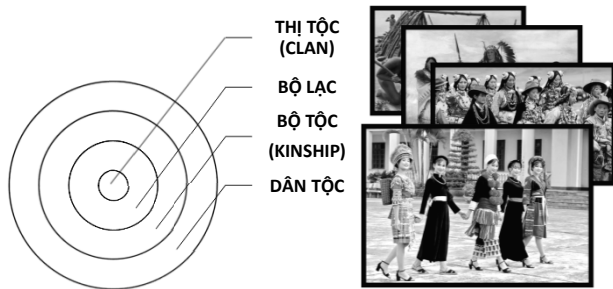 THỊ TỘC
(CLAN)
BỘ LẠC
BỘ TỘC
(KINSHIP)
DÂN TỘC